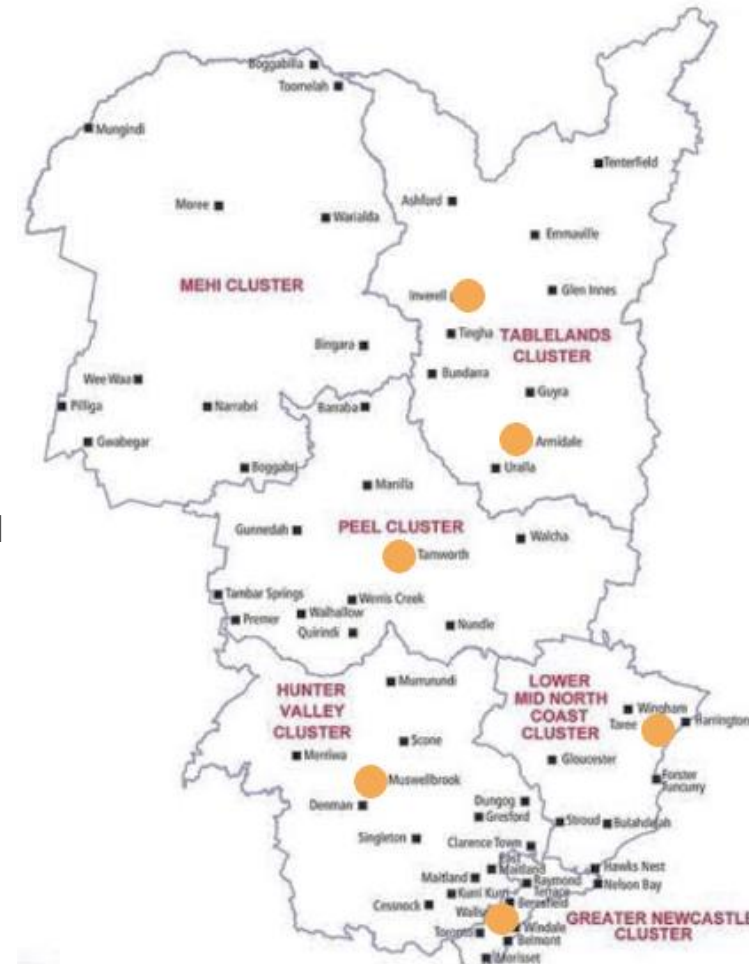 Boggabilla
Toomelah
Mungindi
Tenterfield
Ashford
Moree
Warialda
Emmaville
MEHI CLUSTER
Inverell
Glen Innes
Tingha
TABLELANDS
CLUSTER
Bingara
Bundarra
Wee Waa
Guyra
Pilliga
Narrabri
Barraba
Gwabegar
Armidale
Boggabri
Uralla
Manilla
Gunnedah
PEEL CLUSTER
Walcha
Tamworth
Tambar Springs
Werris Creek
Premer
Walhallow
Quirindi
Nundle
HUNTER
VALLEY
CLUSTER
Murrurundi
LOWER
MID NORTH
COAST
CLUSTER
Wingham
Taree
Harrington
Scone
Merriwa
Gloucester
Muswellbrook
Forster
Tuncurry
Denman
Dungog
Gresford
Stroud
Bulahdelah
Singleton
Clarence Town
East
Maitland
Hawks Nest
Maitland
Raymond
Terrace
Nelson Bay
Kurri Kurri
Cessnock
Beresfield
GREATER NEWCASTLE
CLUSTER
Toronto
Windale
Belmont
Morisset